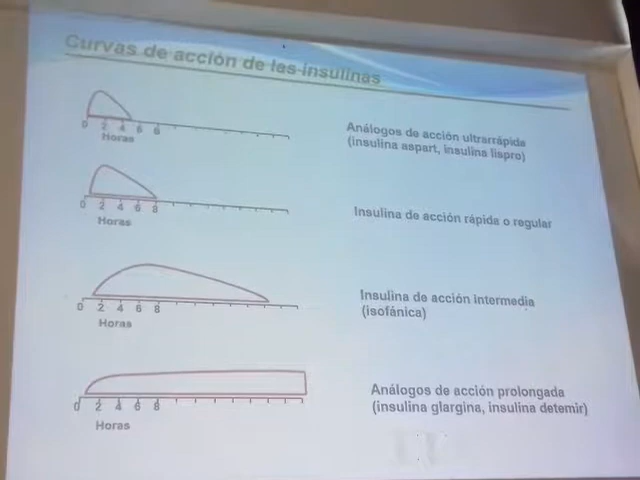 Curvas de acción de las insulinas
0 2 4 6 8
Horas
Análogos de acción ultrarrápida
(insulina aspart, insulina lispro)
0 2 4 6 8
Horas
Insulina de acción rápida o regular
0 2 4 6 8
Horas
Insulina de acción intermedia
(isofánica)
0 2 4 6 8
Horas
Análogos de acción prolongada
(insulina glargina, insulina detemir)